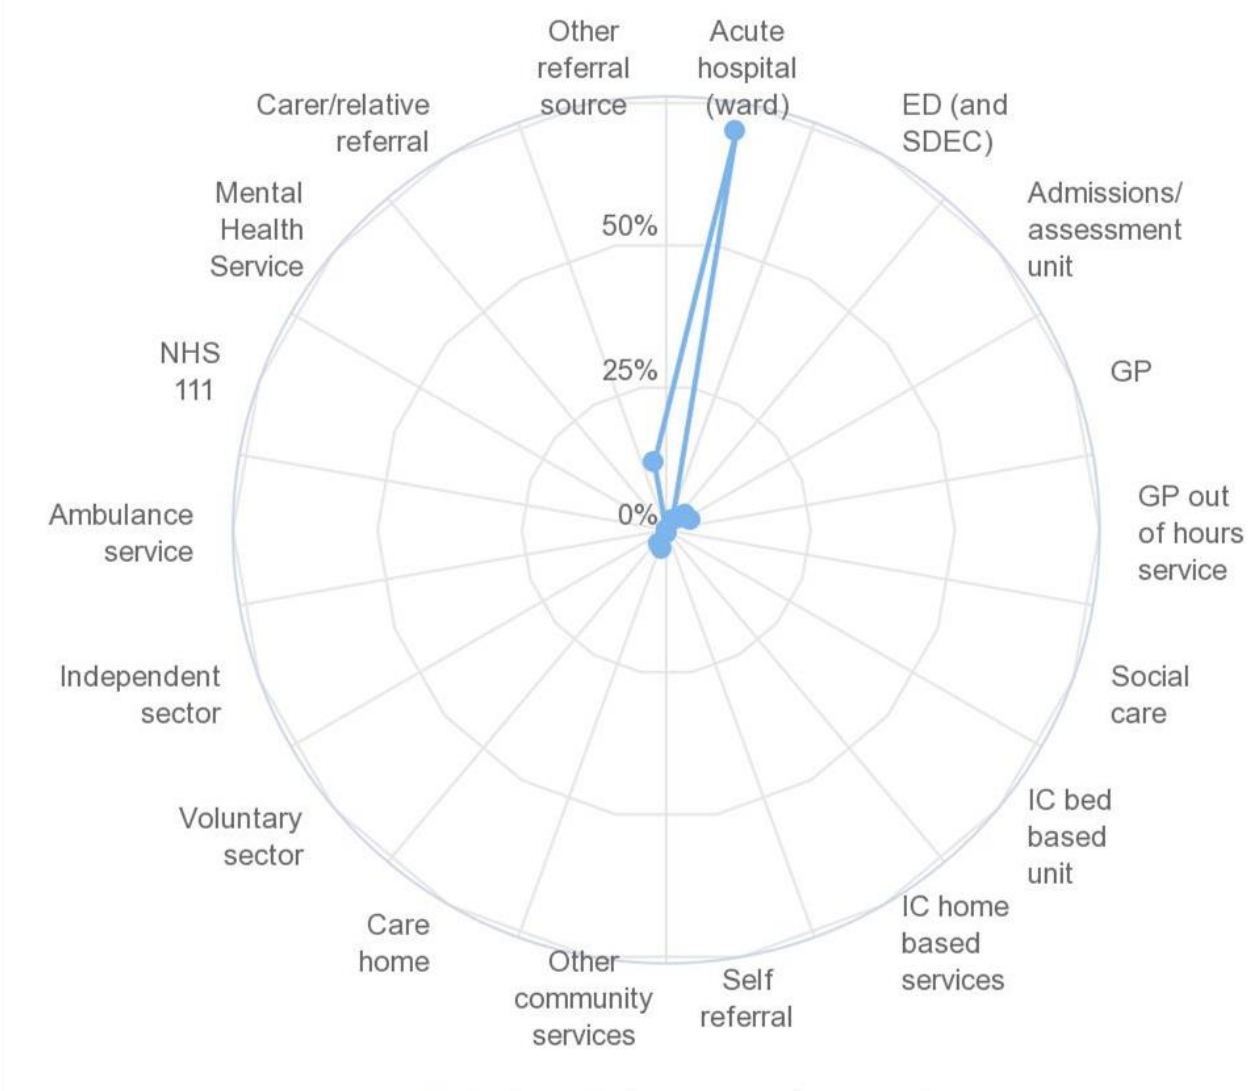 Other
referral
source
Acute
hospital
(ward)
ED (and
SDEC)
Admissions/
assessment
unit
GP
GP out
of hours
service
Social
care
IC bed
based
unit
IC home
based
services
Self
referral
Other
community
services
Care
home
Voluntary
sector
Independent
sector
Ambulance
service
NHS
111
Mental
Health
Service
Carer/relative
referral
50%
25%
0%